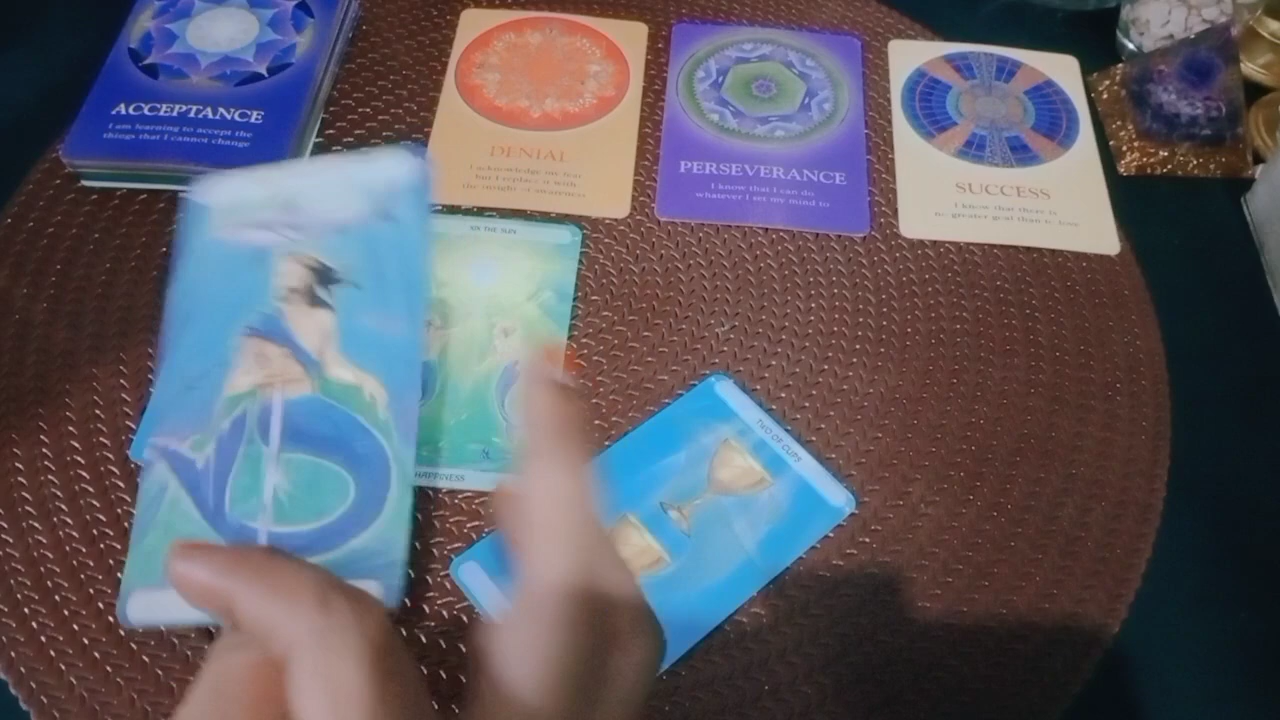 ACCEPTANCE
I am learning to accept the
things that I cannot change
DENIAL
I acknowledge my fear
but I replace it with
the insight of awareness
PERSEVERANCE
I know that I can do
whatever I set my mind to
SUCCESS
I know that there is
no greater goal than to love
XIX THE SUN
HAPPINESS
TWO OF CUPS